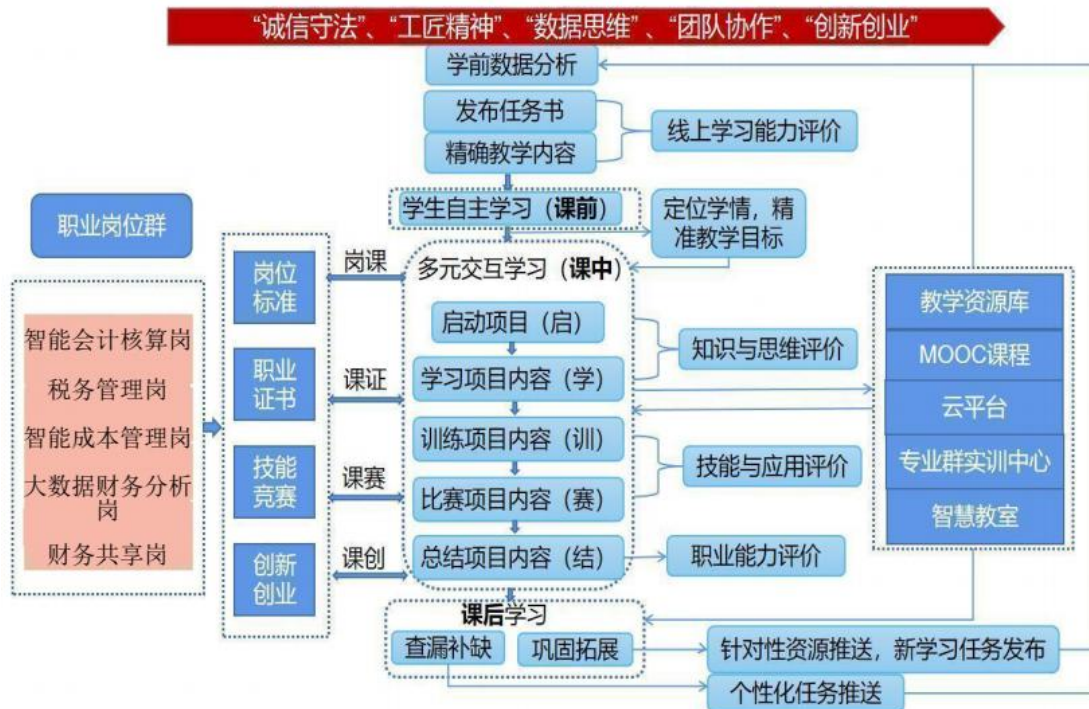 “诚信守法”、“工匠精神”、“数据思维”、“团队协作”、“创新创业”
学前数据分析
发布任务书
精确教学内容
线上学习能力评价
学生自主学习（课前）
定位学情，精
准教学目标
职业岗位群
智能会计核算岗
税务管理岗
智能成本管理岗
大数据财务分析
岗
财务共享岗
岗位
标准
职业
证书
技能
竞赛
创新
创业
岗课
课证
课赛
课创
多元交互学习（课中）
启动项目（启）
学习项目内容（学）
训练项目内容（训）
比赛项目内容（赛）
总结项目内容（结）
知识与思维评价
技能与应用评价
职业能力评价
教学资源库
MOOC课程
云平台
专业群实训中心
智慧教室
课后学习
查漏补缺
巩固拓展
针对性资源推送，新学习任务发布
个性化任务推送